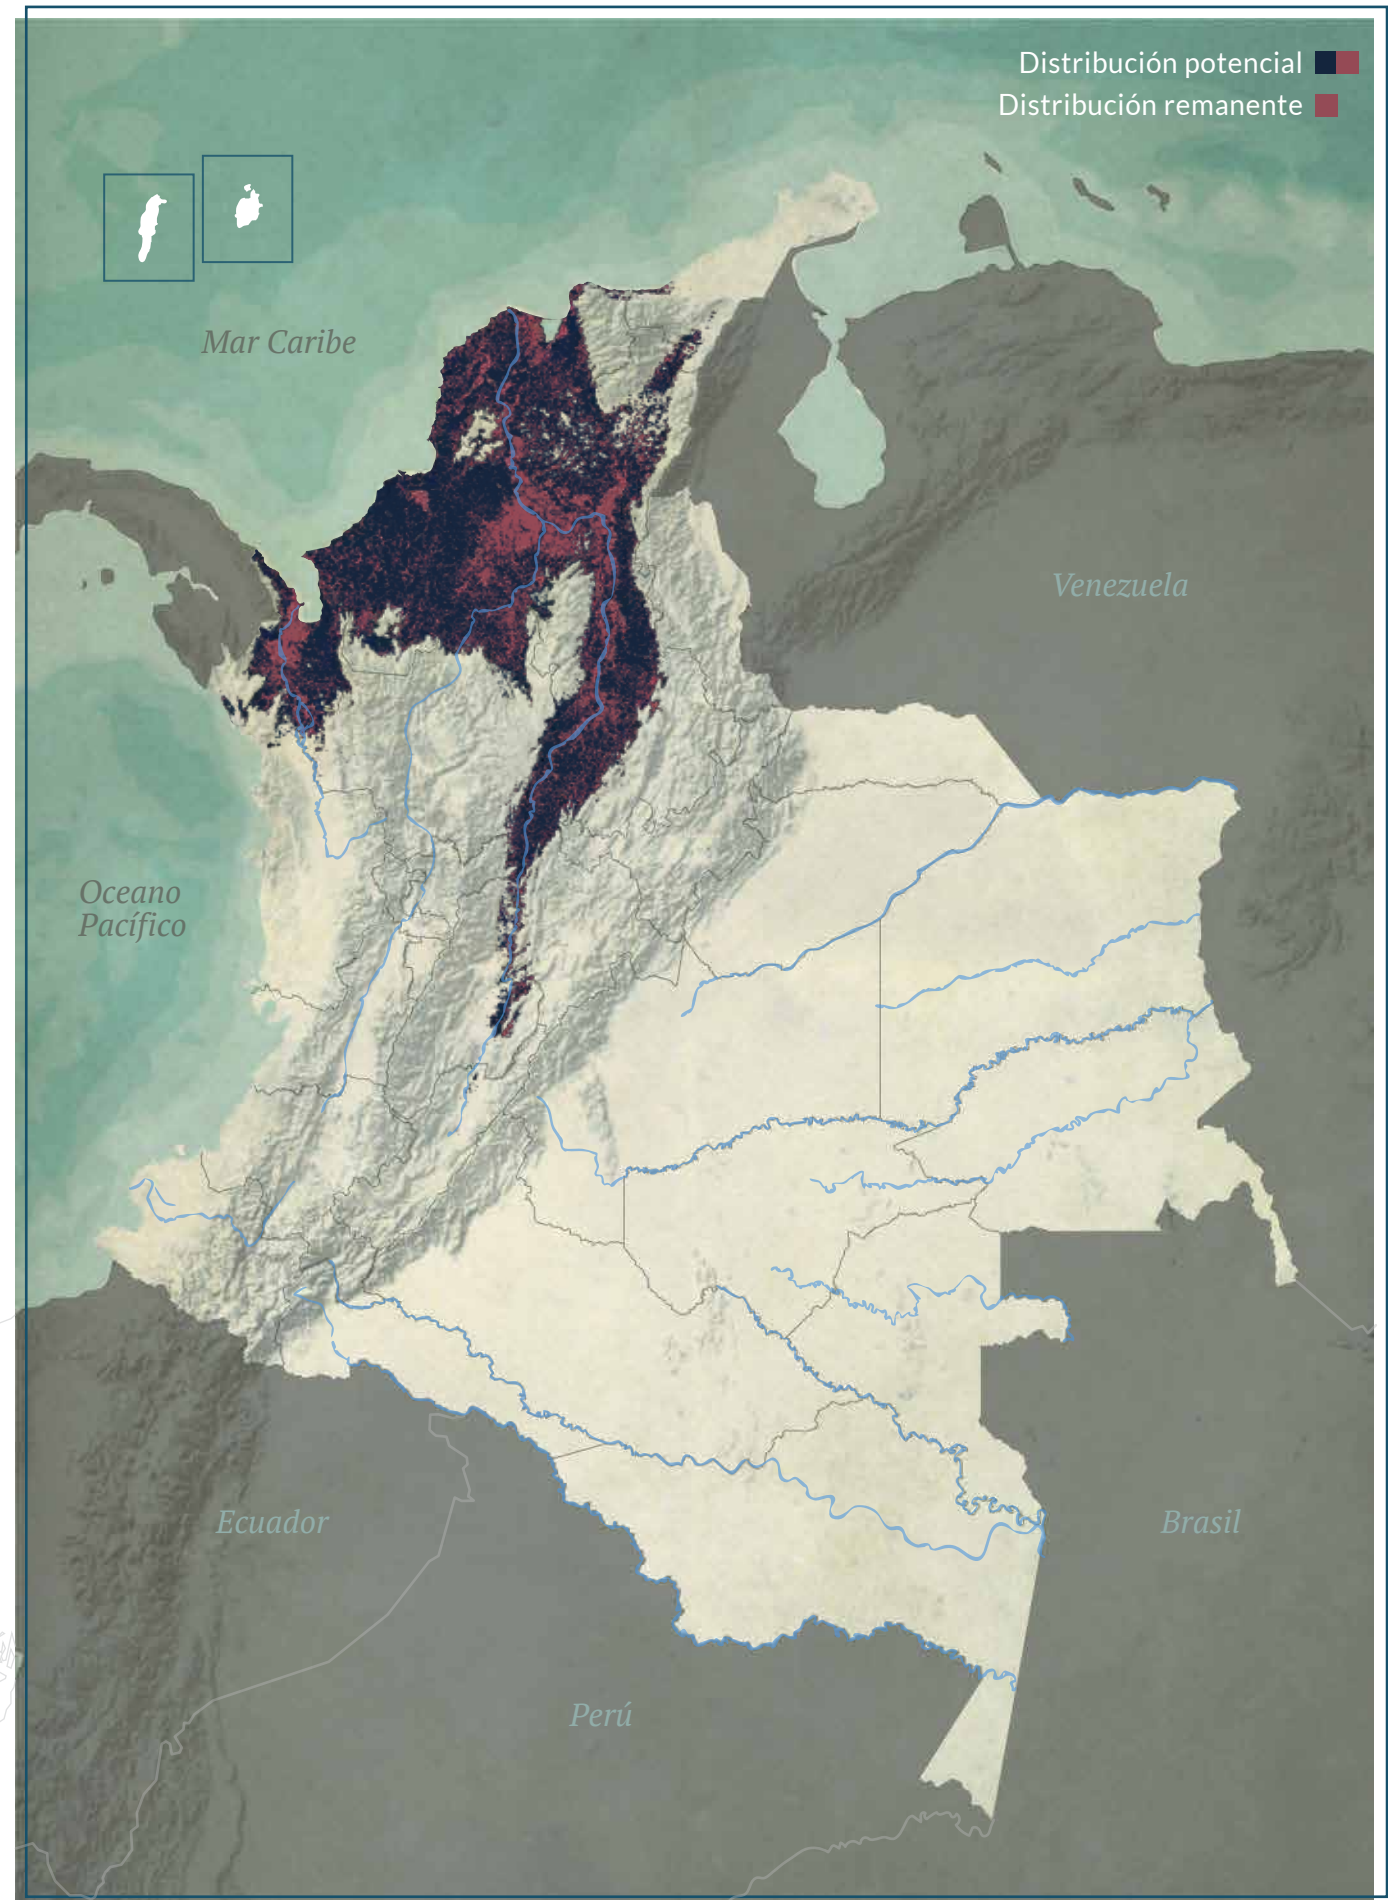 Distribución potencial
Distribución remanente
Mar Caribe
Venezuela
Oceano
Pacífico
Ecuador
Brasil
Perú